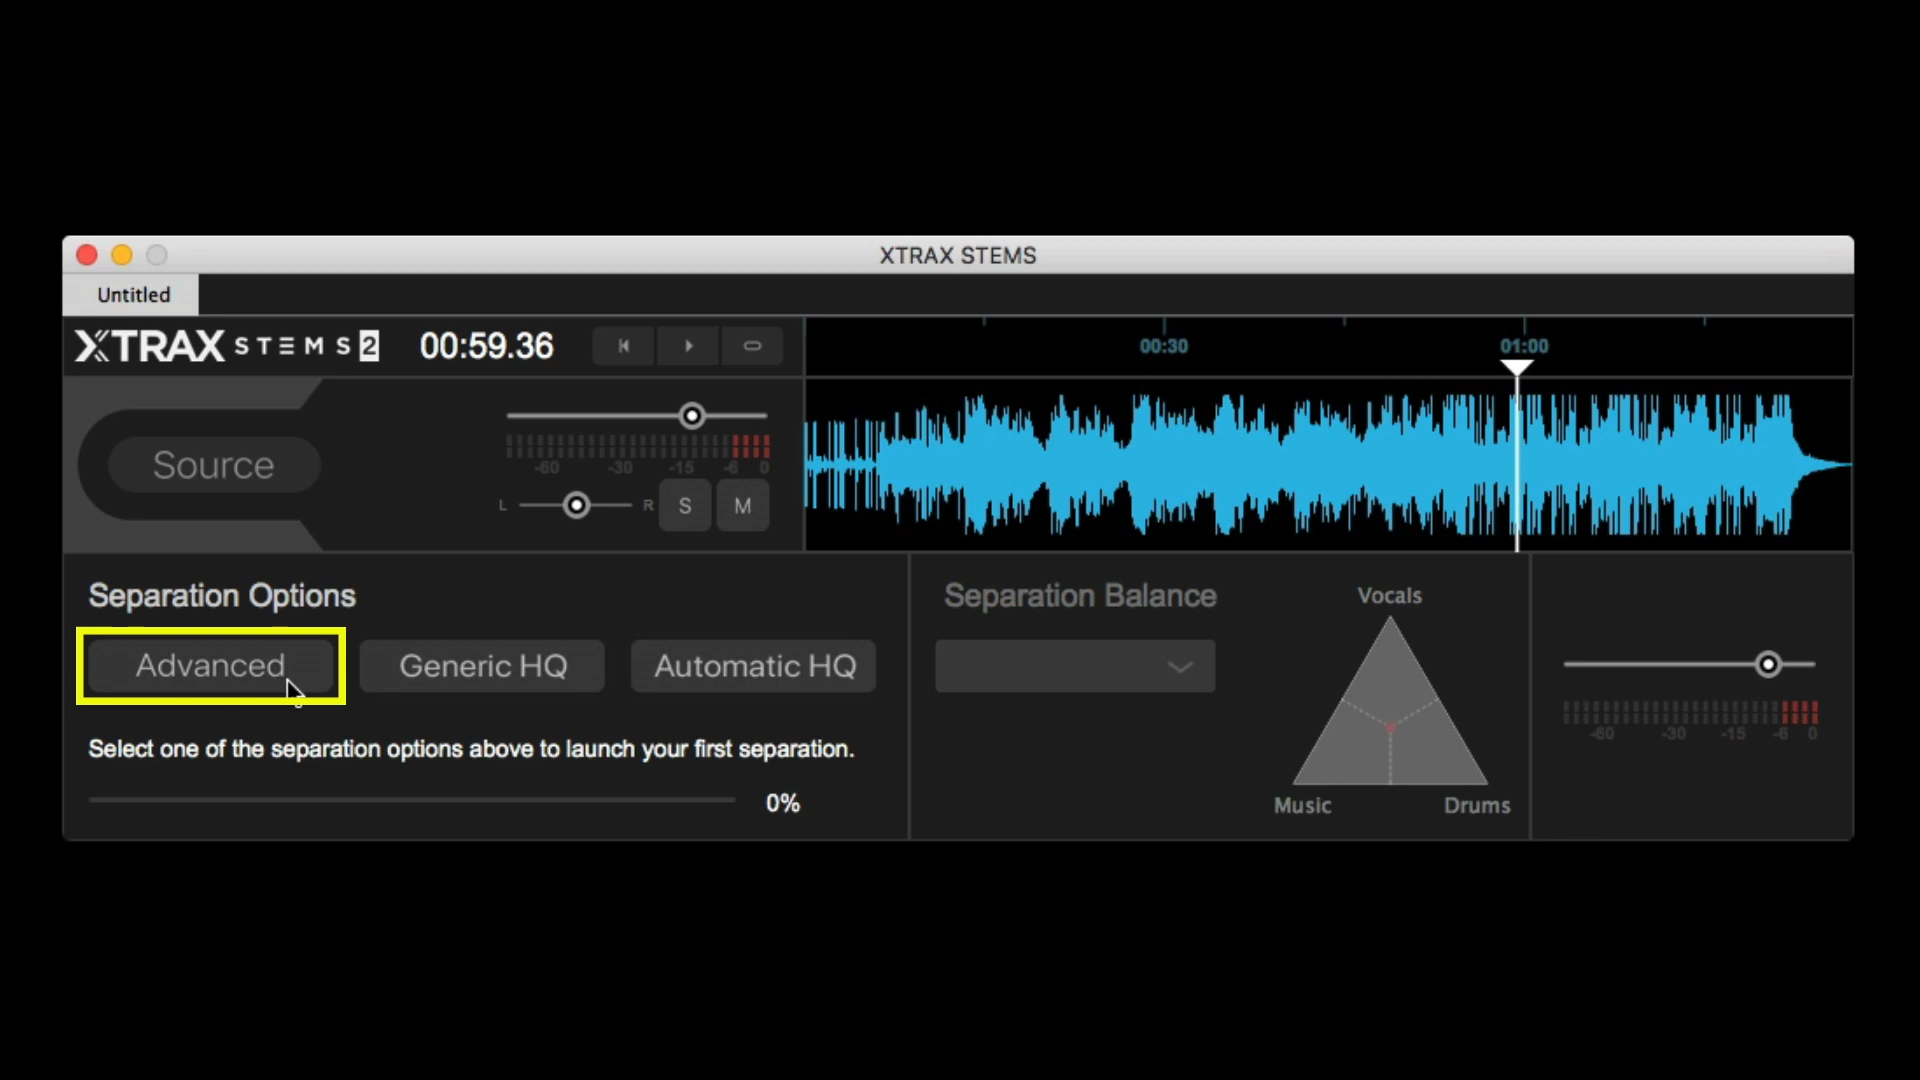 XTRAX STEMS
Untitled
XTRAX STEMS 2
00:59.36
00:30
01:00
Source
-60 -30 -15 -6 0
L R S M
Separation Options
Advanced
Generic HQ
Automatic HQ
Select one of the separation options above to launch your first separation.
0%
Separation Balance
Vocals
Music
Drums
-60 -30 -15 -6 0